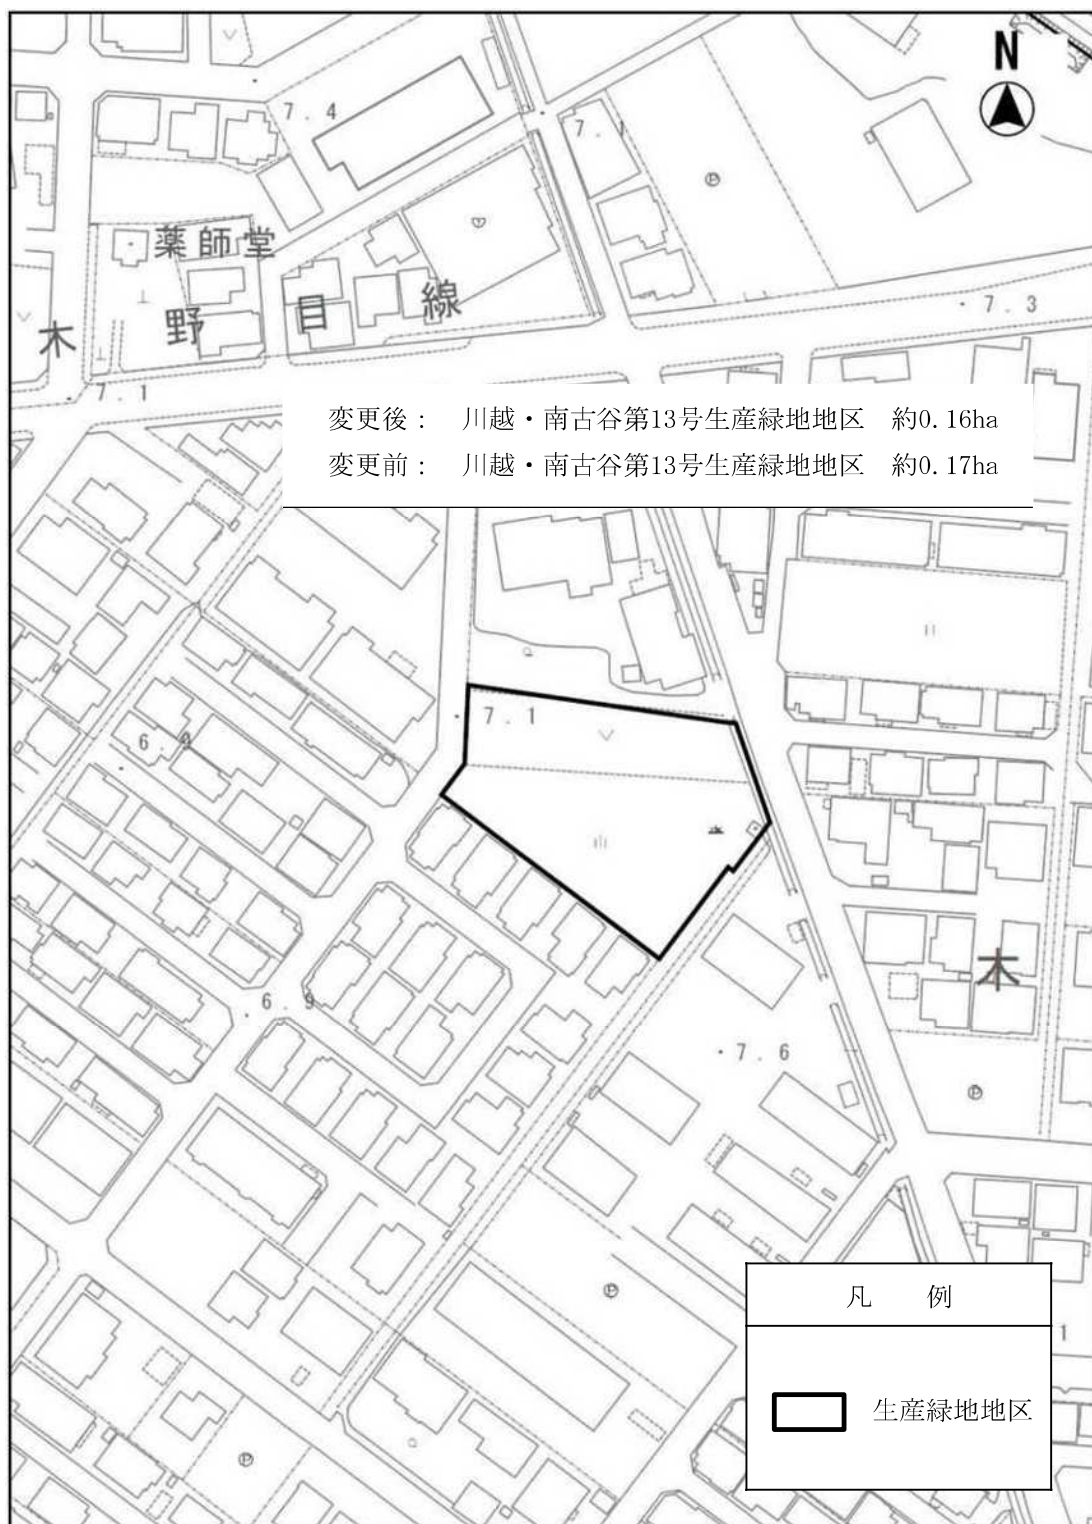 N
7.4
7.1
薬師堂
木野目線
7.3
7.1
変更後： 川越・南古谷第13号生産緑地地区 約0.16ha
変更前： 川越・南古谷第13号生産緑地地区 約0.17ha
7.1
6.9
木
6.9
7.6
P
P
P
P
凡 例
生産緑地地区
1